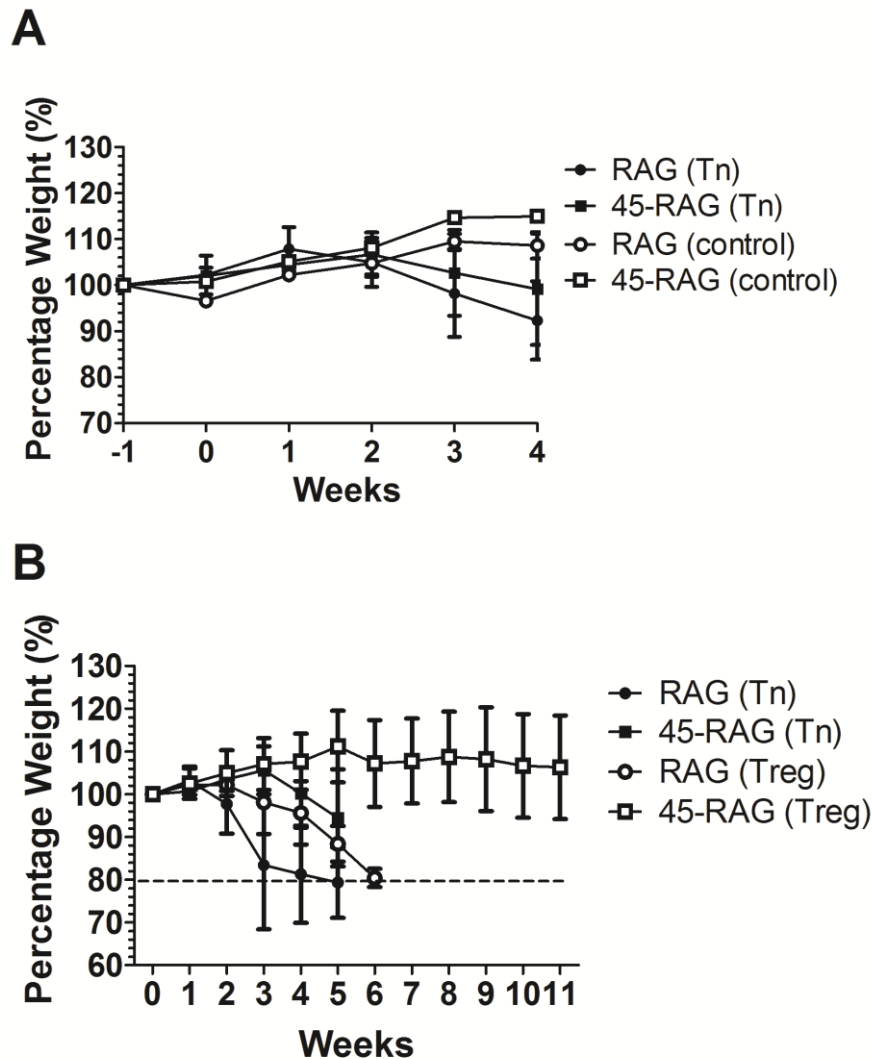 A
Percentage Weight (%)
130
120
110
100
90
80
70
-1 0 1 2 3 4
Weeks
RAG (Tn)
45-RAG (Tn)
RAG (control)
45-RAG (control)
B
Percentage Weight (%)
130
120
110
100
90
80
70
60
0 1 2 3 4 5 6 7 8 9 10 11
Weeks
RAG (Tn)
45-RAG (Tn)
RAG (Treg)
45-RAG (Treg)